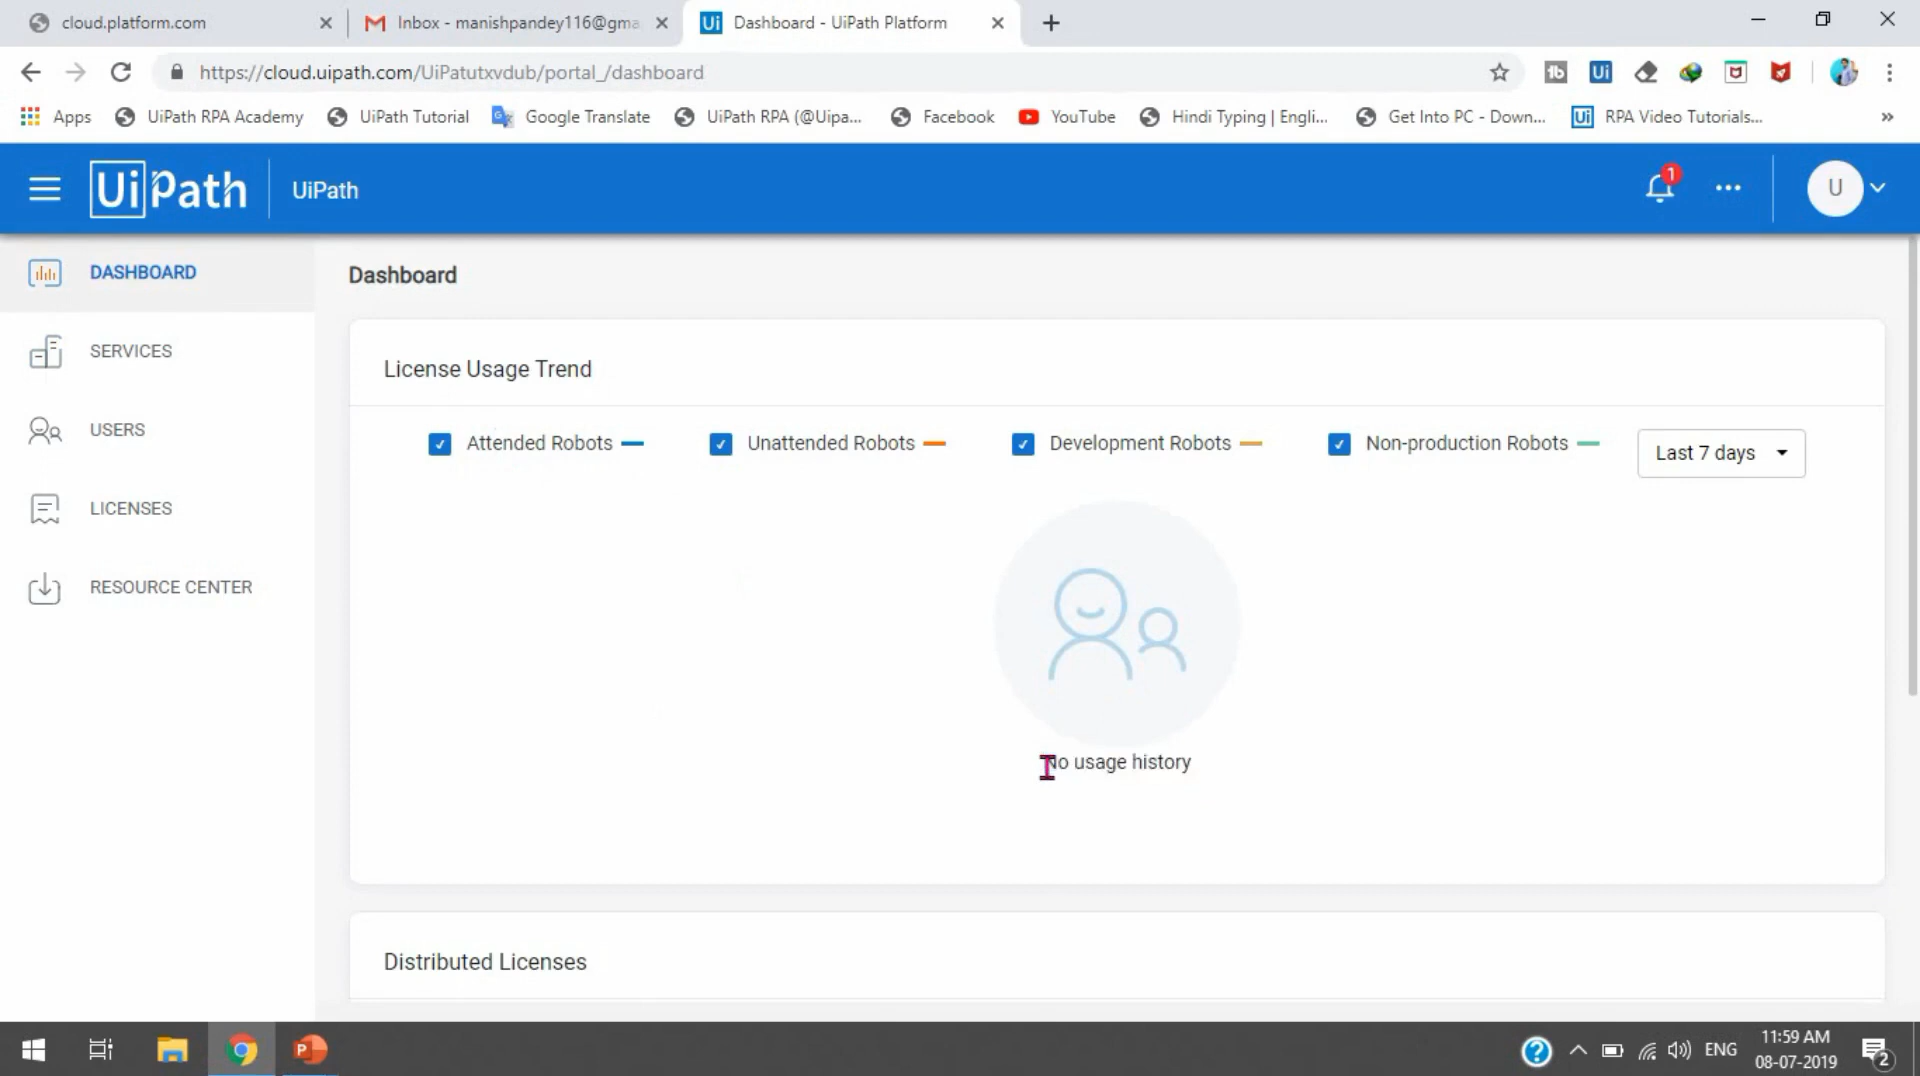 cloud.platform.com
Inbox - manishpandey116@gma
Dashboard - UiPath Platform
https://cloud.uipath.com/UiPatutxvdub/portal_/dashboard
Apps
UiPath RPA Academy
UiPath Tutorial
Google Translate
UiPath RPA (@Uipa...
Facebook
YouTube
Hindi Typing | Engli...
Get Into PC - Down...
RPA Video Tutorials...
UiPath
UiPath
1
U
DASHBOARD
SERVICES
USERS
LICENSES
RESOURCE CENTER
Dashboard
License Usage Trend
Attended Robots
Unattended Robots
Development Robots
Non-production Robots
Last 7 days
No usage history
Distributed Licenses
ENG
11:59 AM
08-07-2019
2